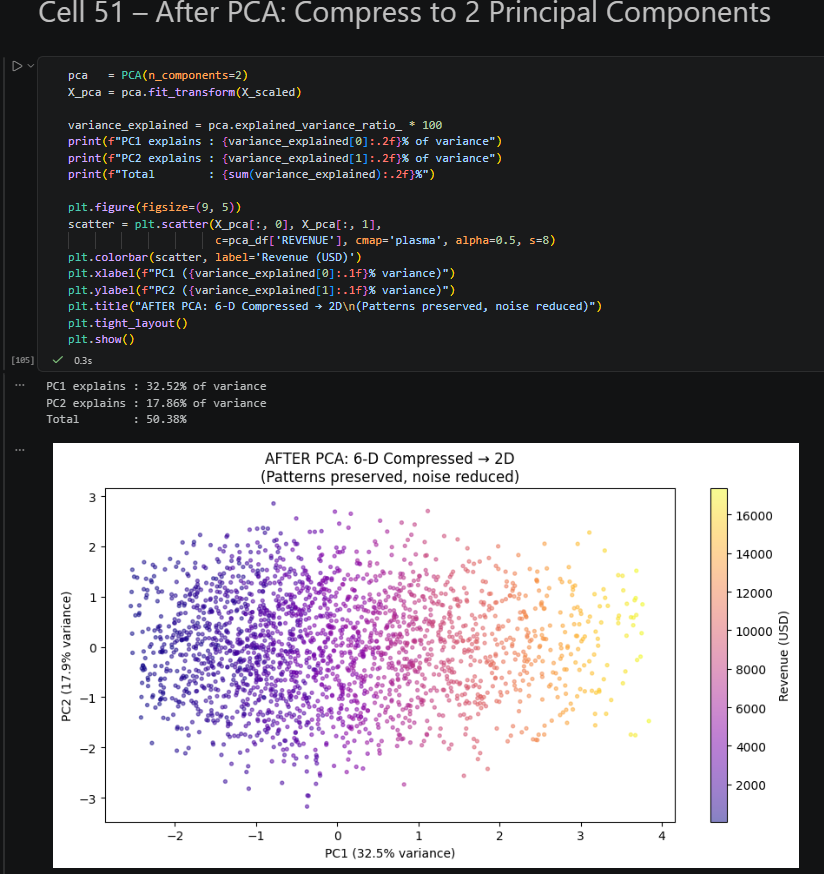 Cell 51 – After PCA: Compress to 2 Principal Components
pca   = PCA(n_components=2)
X_pca = pca.fit_transform(X_scaled)
variance_explained = pca.explained_variance_ratio_ * 100
print(f"PC1 explains : {variance_explained[0]:.2f}% of variance")
print(f"PC2 explains : {variance_explained[1]:.2f}% of variance")
print(f"Total        : {sum(variance_explained):.2f}%")
plt.figure(figsize=(9, 5))
scatter = plt.scatter(X_pca[:, 0], X_pca[:, 1],
                      c=pca_df['REVENUE'], cmap='plasma', alpha=0.5, s=8)
plt.colorbar(scatter, label='Revenue (USD)')
plt.xlabel(f"PC1 ({variance_explained[0]:.1f}% variance)")
plt.ylabel(f"PC2 ({variance_explained[1]:.1f}% variance)")
plt.title("AFTER PCA: 6-D Compressed → 2D\n(Patterns preserved, noise reduced)")
plt.tight_layout()
plt.show()
[105]
0.3s
PC1 explains : 32.52% of variance
PC2 explains : 17.86% of variance
Total        : 50.38%
AFTER PCA: 6-D Compressed → 2D
(Patterns preserved, noise reduced)
3
2
1
0
−1
−2
−3
PC2 (17.9% variance)
−2
−1
0
1
2
3
4
PC1 (32.5% variance)
16000
14000
12000
10000
8000
6000
4000
2000
Revenue (USD)